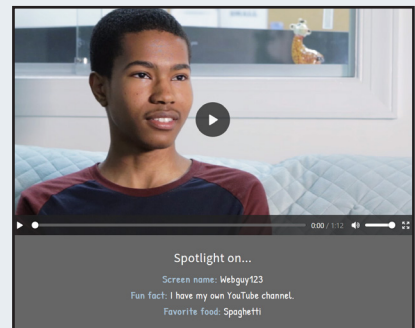 0:00 / 1:12
Spotlight on...
Screen name: Webguy123
Fun fact: I have my own YouTube channel.
Favorite food: Spaghetti